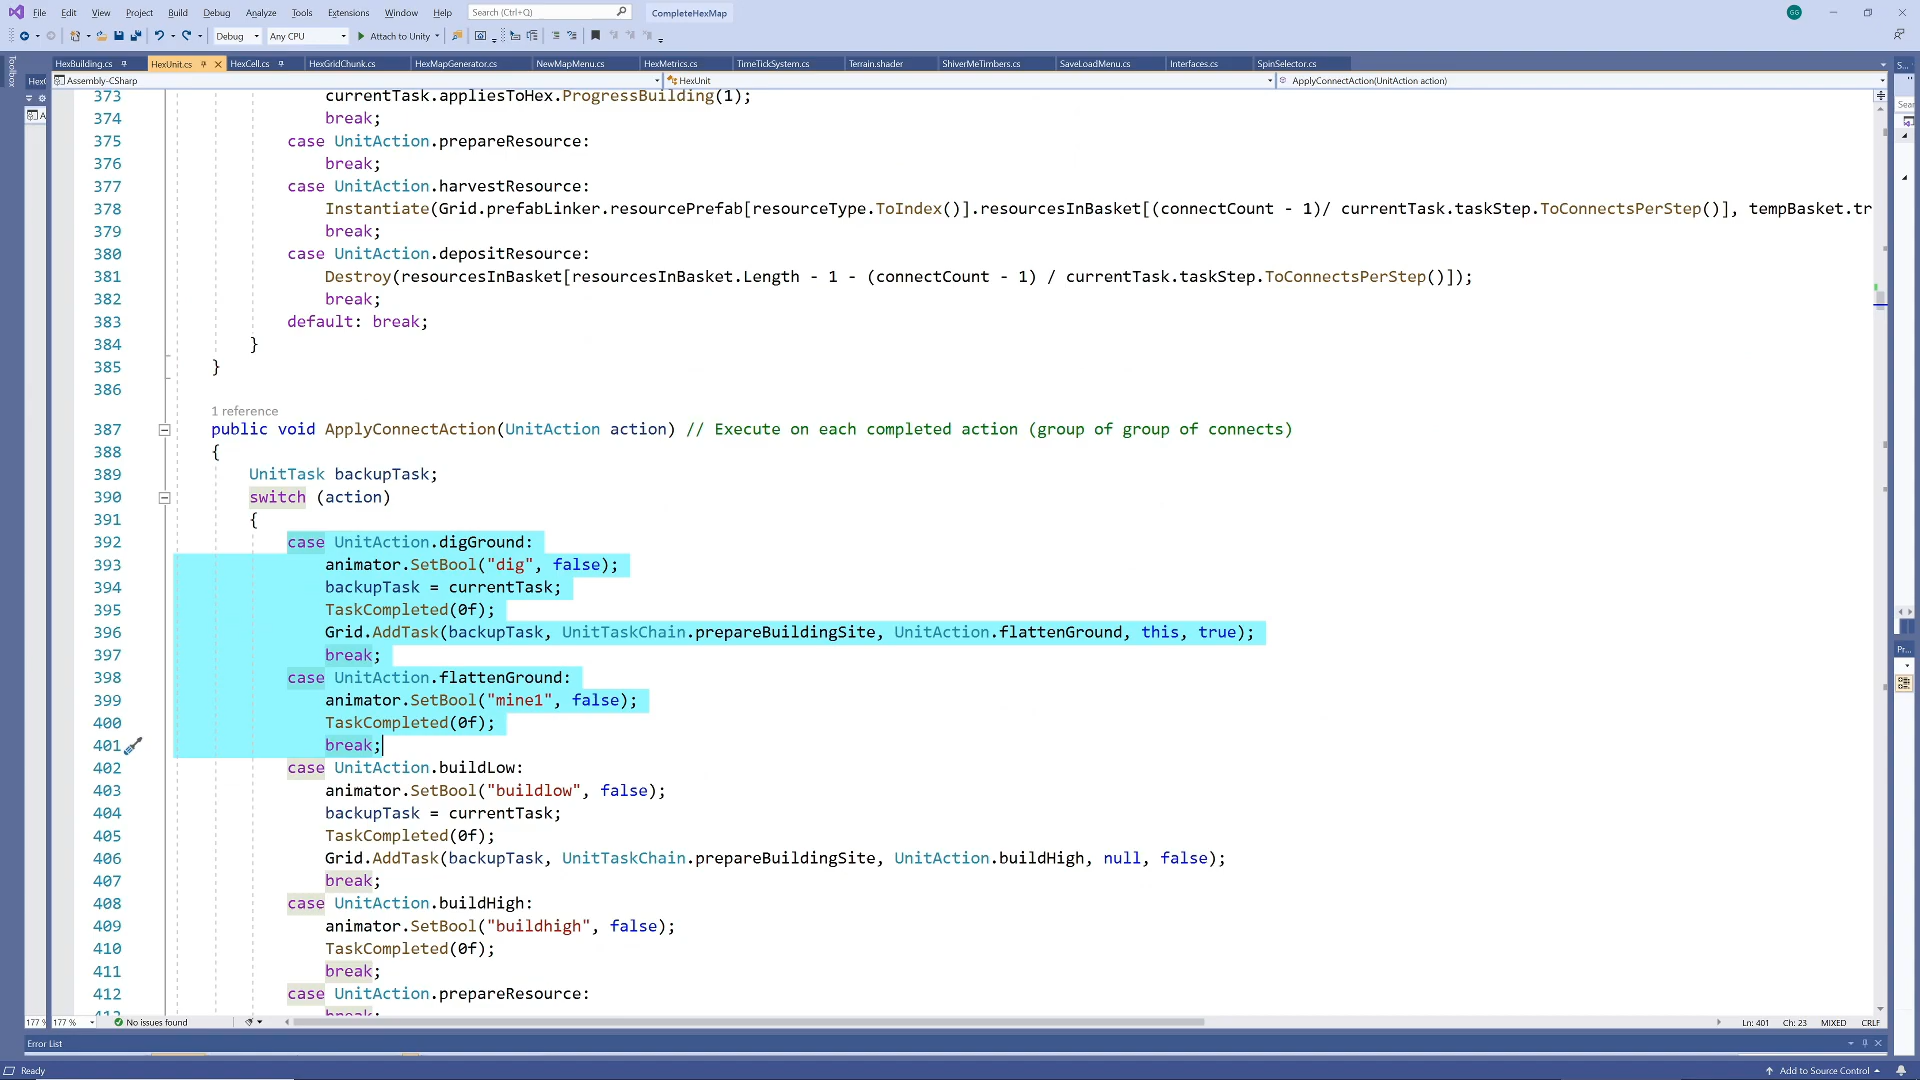 File Edit View Project Build Debug Analyze Tools Extensions Window Help Search (Ctrl+Q) CompleteHexMap GG
Debug Any CPU Attach to Unity
HexBuilding.cs HexUnit.cs HexCell.cs HexGridChunk.cs HexMapGenerator.cs NewMapMenu.cs HexMetrics.cs TimeTickSystem.cs Terrain.shader ShiverMeTimbers.cs SaveLoadMenu.cs Interfaces.cs SpinSelector.cs
Toolbox
Assembly-CSharp HexUnit ApplyConnectAction(UnitAction action)
373 currentTask.appliesToHex.ProgressBuilding(1);
374 break;
375 case UnitAction.prepareResource:
376 break;
377 case UnitAction.harvestResource:
378 Instantiate(Grid.prefabLinker.resourcePrefab[resourceType.ToIndex()].resourcesInBasket[(connectCount - 1)/ currentTask.taskStep.ToConnectsPerStep()], tempBasket.tr
379 break;
380 case UnitAction.depositResource:
381 Destroy(resourcesInBasket[resourcesInBasket.Length - 1 - (connectCount - 1) / currentTask.taskStep.ToConnectsPerStep()]);
382 break;
383 default: break;
384 }
385 }
386
1 reference
387 public void ApplyConnectAction(UnitAction action) // Execute on each completed action (group of group of connects)
388 {
389 UnitTask backupTask;
390 switch (action)
391 {
392 case UnitAction.digGround:
393 animator.SetBool("dig", false);
394 backupTask = currentTask;
395 TaskCompleted(0f);
396 Grid.AddTask(backupTask, UnitTaskChain.prepareBuildingSite, UnitAction.flattenGround, this, true);
397 break;
398 case UnitAction.flattenGround:
399 animator.SetBool("mine1", false);
400 TaskCompleted(0f);
401 break;
402 case UnitAction.buildLow:
403 animator.SetBool("buildlow", false);
404 backupTask = currentTask;
405 TaskCompleted(0f);
406 Grid.AddTask(backupTask, UnitTaskChain.prepareBuildingSite, UnitAction.buildHigh, null, false);
407 break;
408 case UnitAction.buildHigh:
409 animator.SetBool("buildhigh", false);
410 TaskCompleted(0f);
411 break;
412 case UnitAction.prepareResource:
177 % 177 % No issues found Ln: 401 Ch: 23 MIXED CRLF
Error List
Ready Add to Source Control